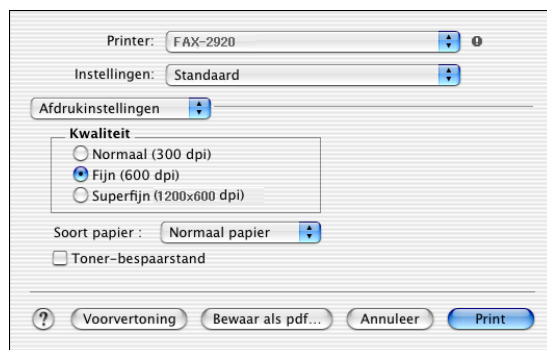 Printer: FAX-2920
Instellingen: Standaard
Afdrukinstellingen
Kwaliteit
Normaal (300 dpi)
Fijn (600 dpi)
Superfijn (1200x600 dpi)
Soort papier : Normaal papier
Toner-bespaarstand
? Voorvertoning Bewaar als pdf... Annuleer Print